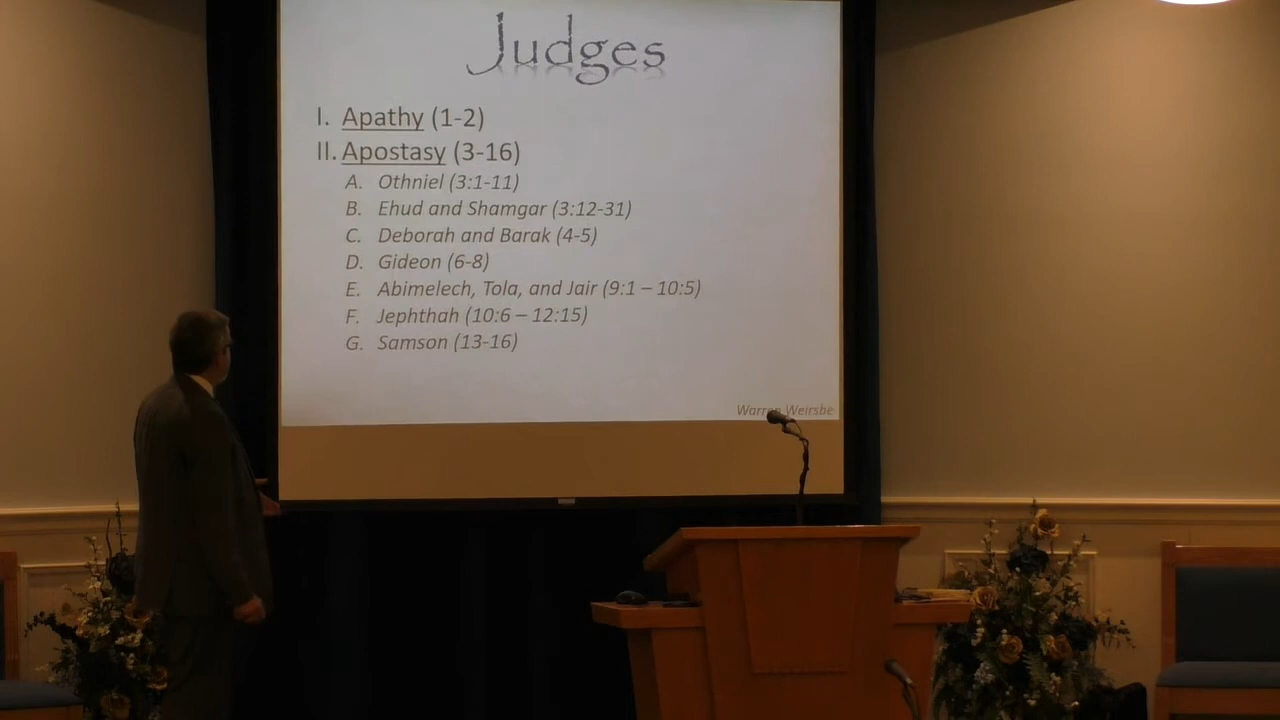 Judges
I. Apathy (1-2)
II. Apostasy (3-16)
A. Othniel (3:1-11)
B. Ehud and Shamgar (3:12-31)
C. Deborah and Barak (4-5)
D. Gideon (6-8)
E. Abimelech, Tola, and Jair (9:1 – 10:5)
F. Jephthah (10:6 – 12:15)
G. Samson (13-16)
Warren Weirsbe